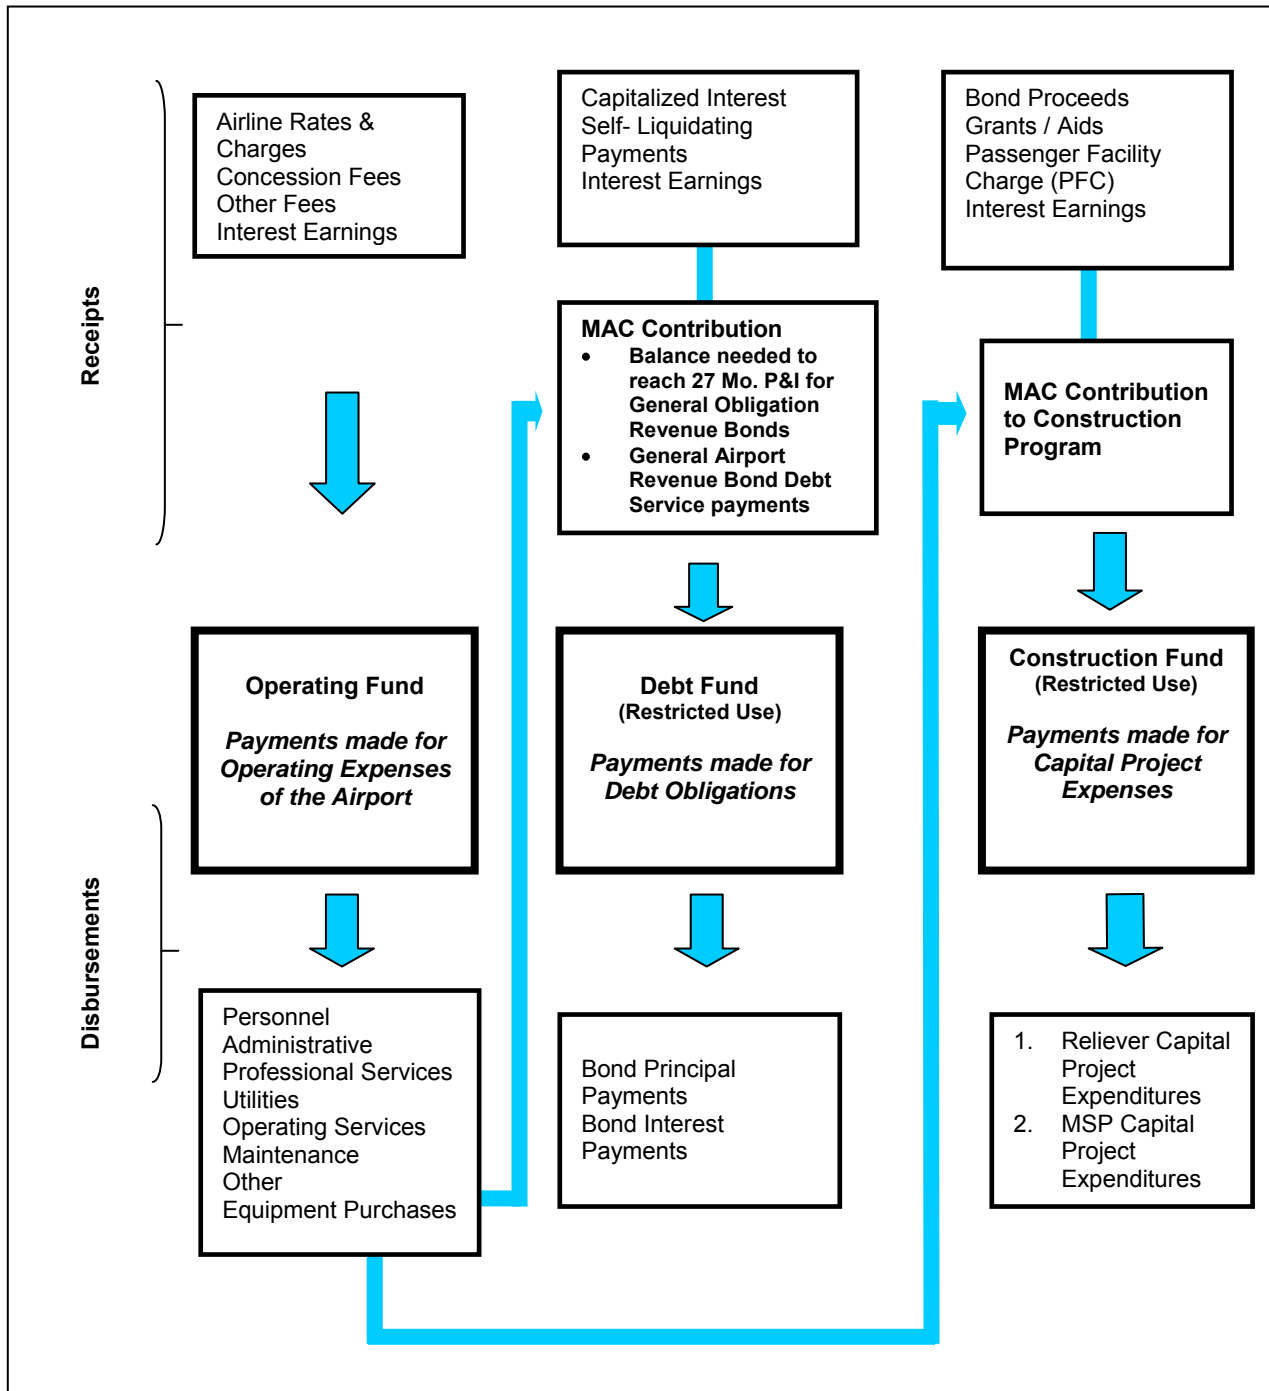 Receipts
Airline Rates &
Charges
Concession Fees
Other Fees
Interest Earnings
Capitalized Interest
Self- Liquidating
Payments
Interest Earnings
Bond Proceeds
Grants / Aids
Passenger Facility
Charge (PFC)
Interest Earnings
MAC Contribution
• Balance needed to
reach 27 Mo. P&I for
General Obligation
Revenue Bonds
• General Airport
Revenue Bond Debt
Service payments
MAC Contribution
to Construction
Program
Operating Fund
Payments made for
Operating Expenses
of the Airport
Debt Fund
(Restricted Use)
Payments made for
Debt Obligations
Construction Fund
(Restricted Use)
Payments made for
Capital Project
Expenses
Disbursements
Personnel
Administrative
Professional Services
Utilities
Operating Services
Maintenance
Other
Equipment Purchases
Bond Principal
Payments
Bond Interest
Payments
1. Reliever Capital
Project
Expenditures
2. MSP Capital
Project
Expenditures